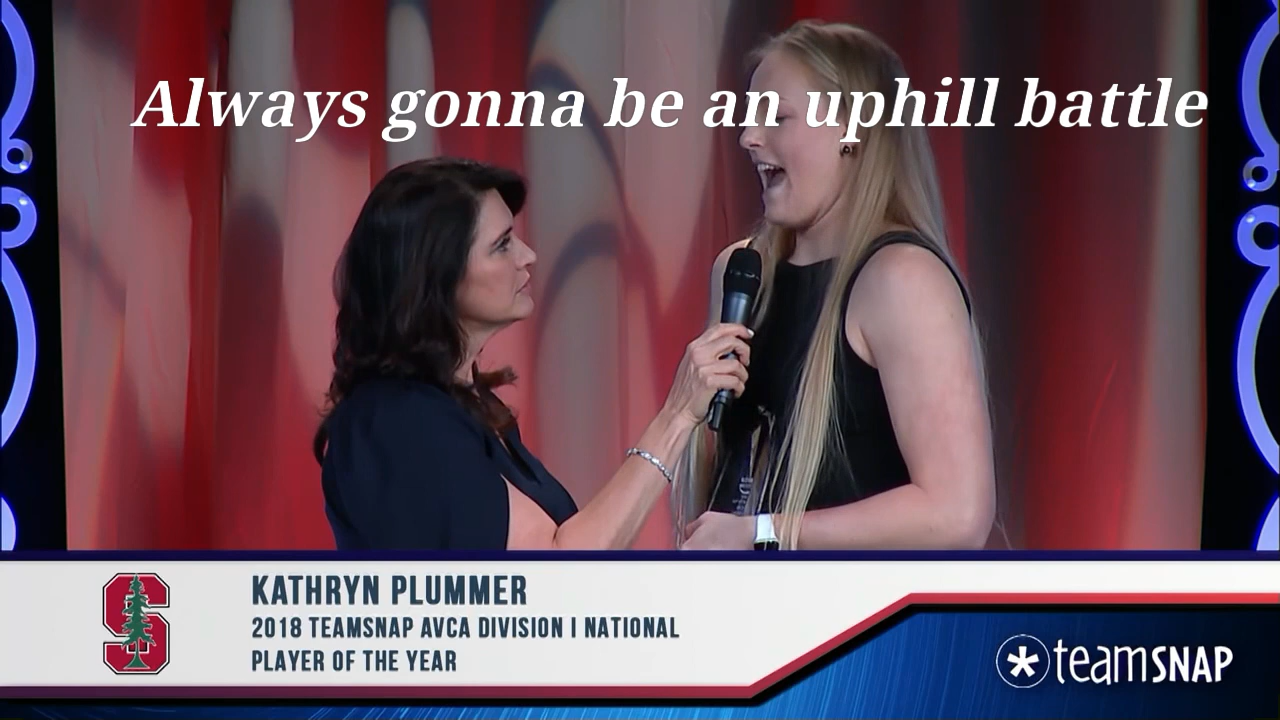 Always gonna be an uphill battle
KATHRYN PLUMMER
2018 TEAMSNAP AVCA DIVISION I NATIONAL
PLAYER OF THE YEAR
S
teamSNAP